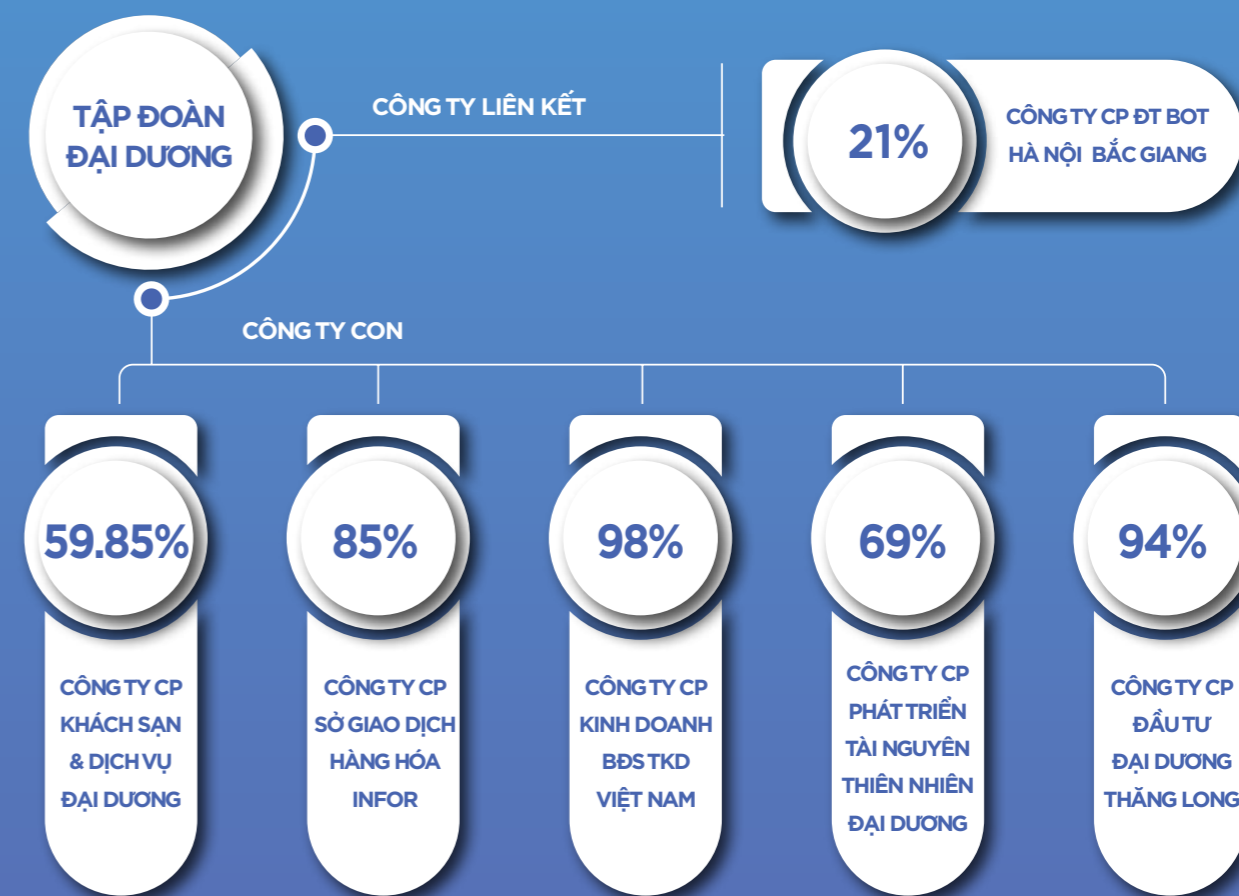 TẬP ĐOÀN
ĐẠI DƯƠNG
CÔNG TY LIÊN KẾT
21%
CÔNG TY CP ĐT BOT
HÀ NỘI BẮC GIANG
CÔNG TY CON
59.85%
CÔNG TY CP
KHÁCH SẠN
& DỊCH VỤ
ĐẠI DƯƠNG
85%
CÔNG TY CP
SỞ GIAO DỊCH
HÀNG HÓA
INFOR
98%
CÔNG TY CP
KINH DOANH
BĐS TKD
VIỆT NAM
69%
CÔNG TY CP
PHÁT TRIỂN
TÀI NGUYÊN
THIÊN NHIÊN
ĐẠI DƯƠNG
94%
CÔNG TY CP
ĐẦU TƯ
ĐẠI DƯƠNG
THĂNG LONG